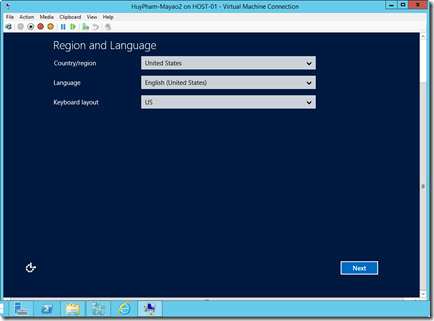 HuyPham-Mayao2 on HOST-01 - Virtual Machine Connection
File Action Media Clipboard View Help
Region and Language
Country/region United States
Language English (United States)
Keyboard layout US
Next